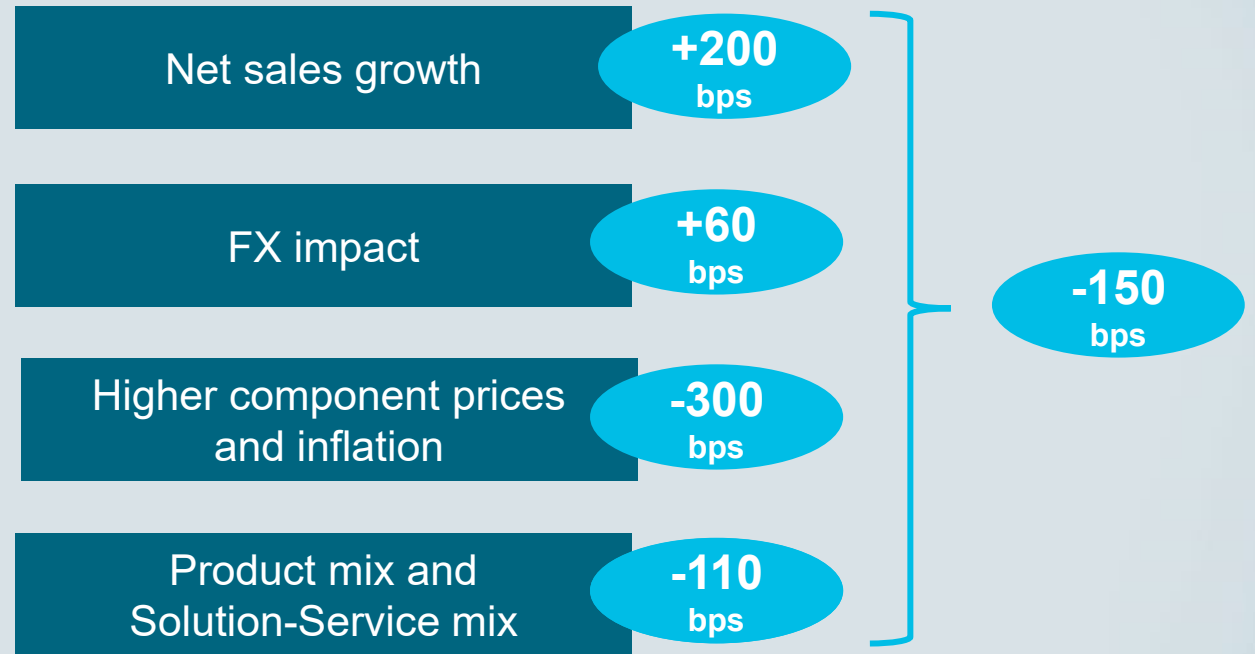 Net sales growth
+200
bps
FX impact
+60
bps
Higher component prices
and inflation
-300
bps
Product mix and
Solution-Service mix
-110
bps
-150
bps